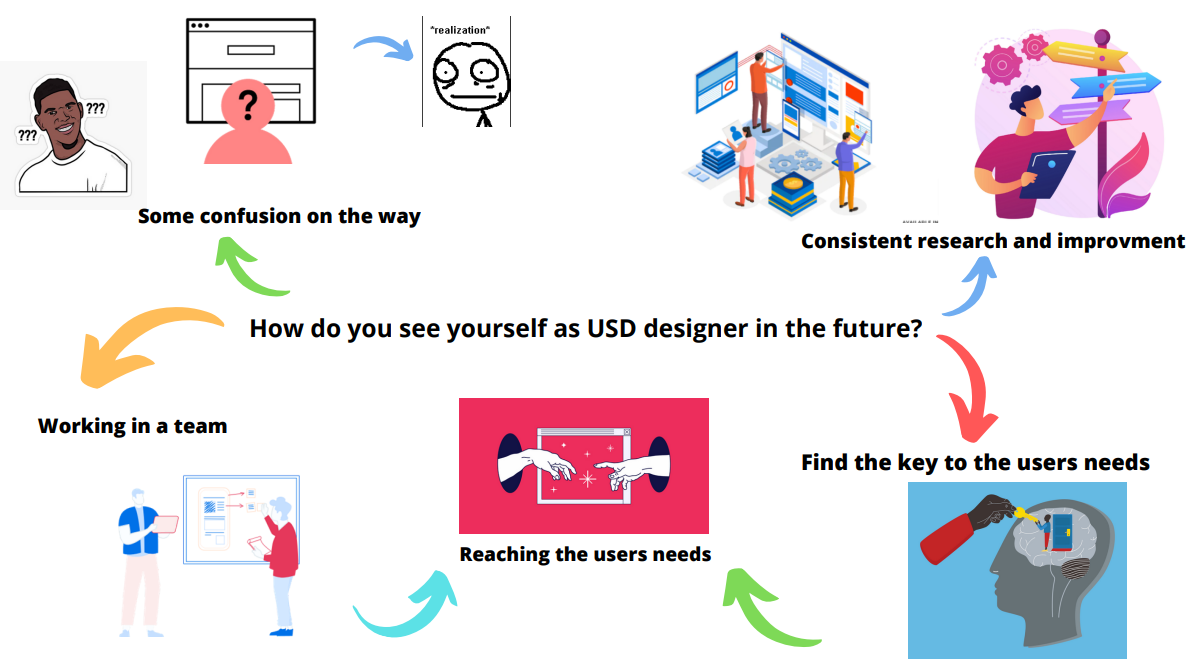 *realization*
???
???
?
Some confusion on the way
Consistent research and improvment
How do you see yourself as USD designer in the future?
Working in a team
Find the key to the users needs
Reaching the users needs